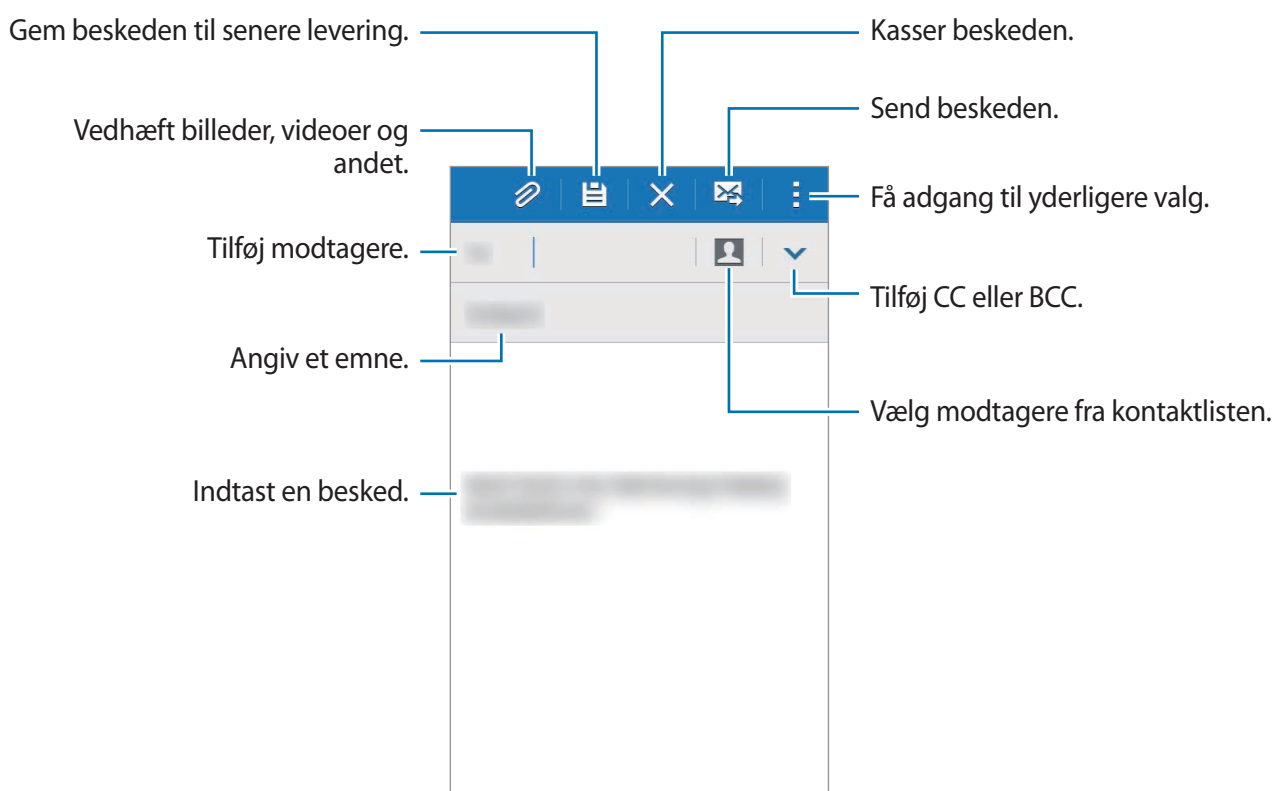 Gem beskeden til senere levering.
Kasser beskeden.
Send beskeden.
Vedhæft billeder, videoer og
andet.
Få adgang til yderligere valg.
Tilføj modtagere.
Tilføj CC eller BCC.
Angiv et emne.
Vælg modtagere fra kontaktlisten.
Indtast en besked.